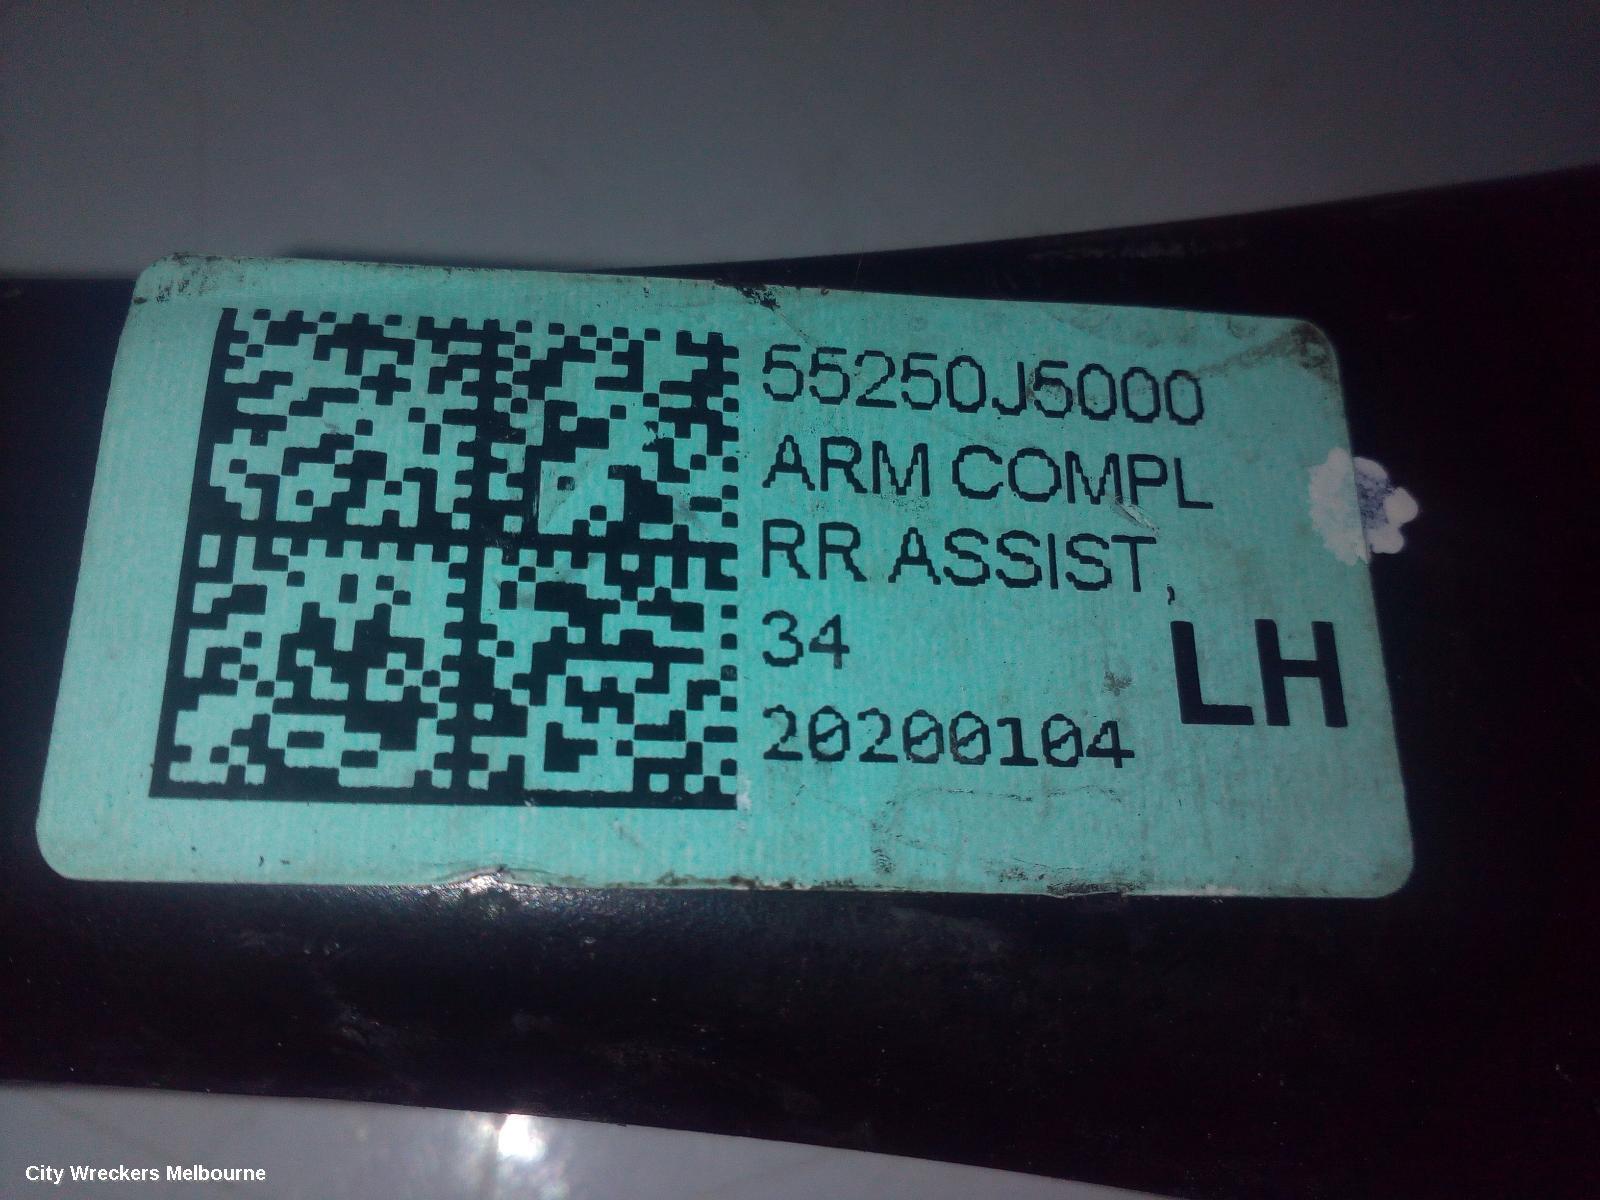 55250J5000
ARM COMPL
RR ASSIST,
34
LH
20200104
City Wreckers Melbourne